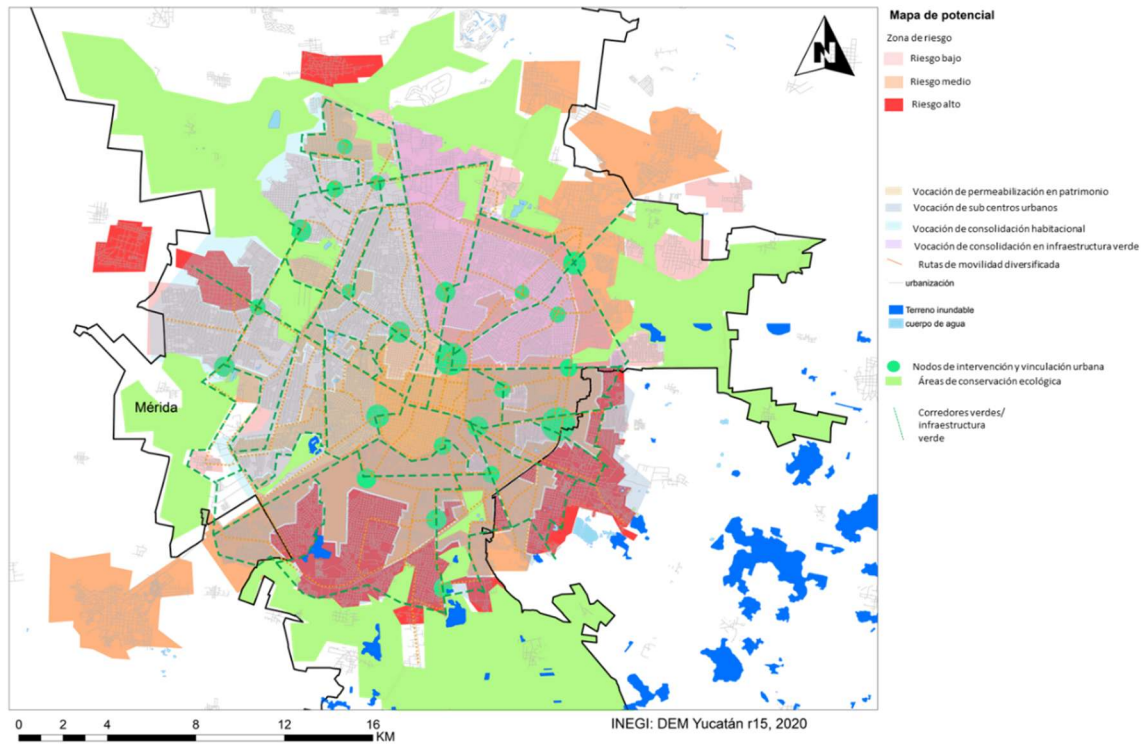 Mapa de potencial
Zona de riesgo
Riesgo bajo
Riesgo medio
Riesgo alto
Vocación de permeabilización en patrimonio
Vocación de sub centros urbanos
Vocación de consolidación habitacional
Vocación de consolidación en infraestructura verde
Rutas de movilidad diversificada
urbanización
Terreno inundable
cuerpo de agua
Nodos de intervención y vinculación urbana
Áreas de conservación ecológica
Corredores verdes/
infraestructura
verde
N
Mérida
0 2 4 8 12 16
KM
INEGI: DEM Yucatán r15, 2020